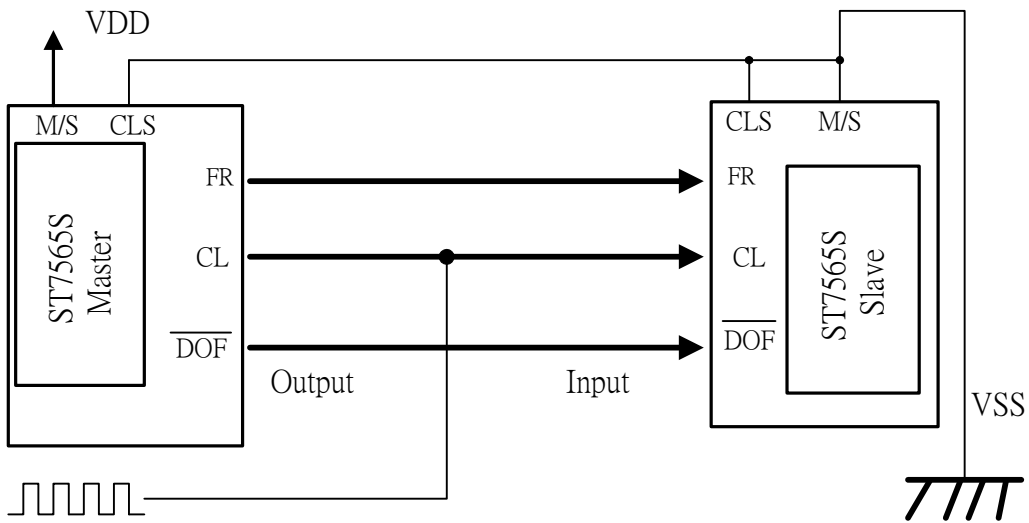 VDD
M/S CLS
FR
CL
DOF
ST7565S
Master
Output
Input
CLS M/S
FR
CL
DOF
ST7565S
Slave
VSS